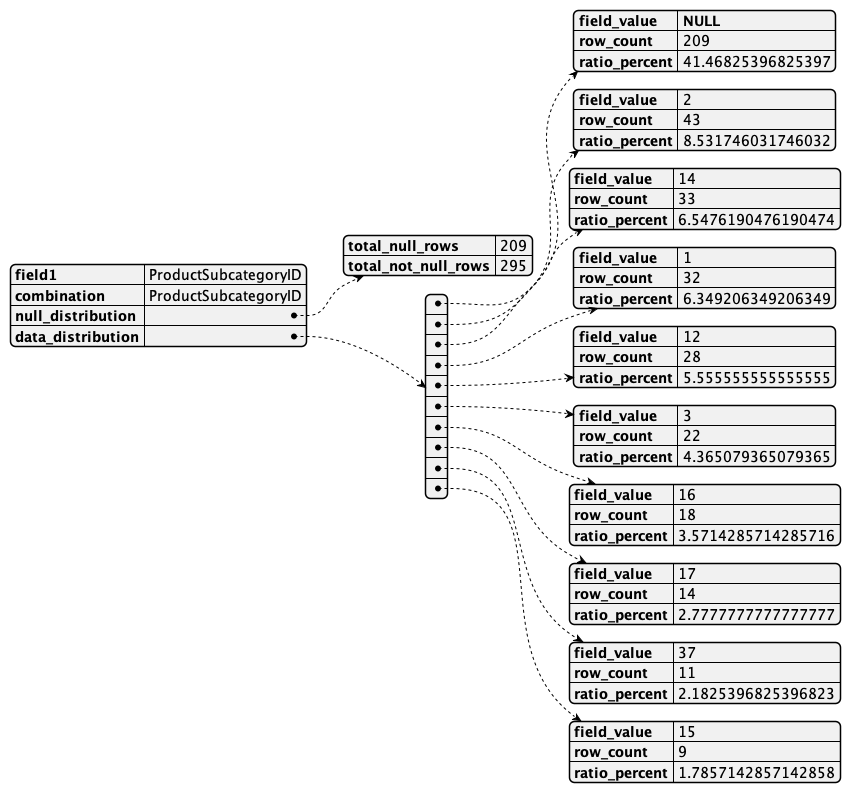 field1 ProductSubcategoryID
combination ProductSubcategoryID
null_distribution
data_distribution
total_null_rows 209
total_not_null_rows 295
field_value NULL
row_count 209
ratio_percent 41.46825396825397
field_value 2
row_count 43
ratio_percent 8.531746031746032
field_value 14
row_count 33
ratio_percent 6.5476190476190474
field_value 1
row_count 32
ratio_percent 6.349206349206349
field_value 12
row_count 28
ratio_percent 5.555555555555555
field_value 3
row_count 22
ratio_percent 4.365079365079365
field_value 16
row_count 18
ratio_percent 3.5714285714285716
field_value 17
row_count 14
ratio_percent 2.7777777777777777
field_value 37
row_count 11
ratio_percent 2.1825396825396823
field_value 15
row_count 9
ratio_percent 1.7857142857142858